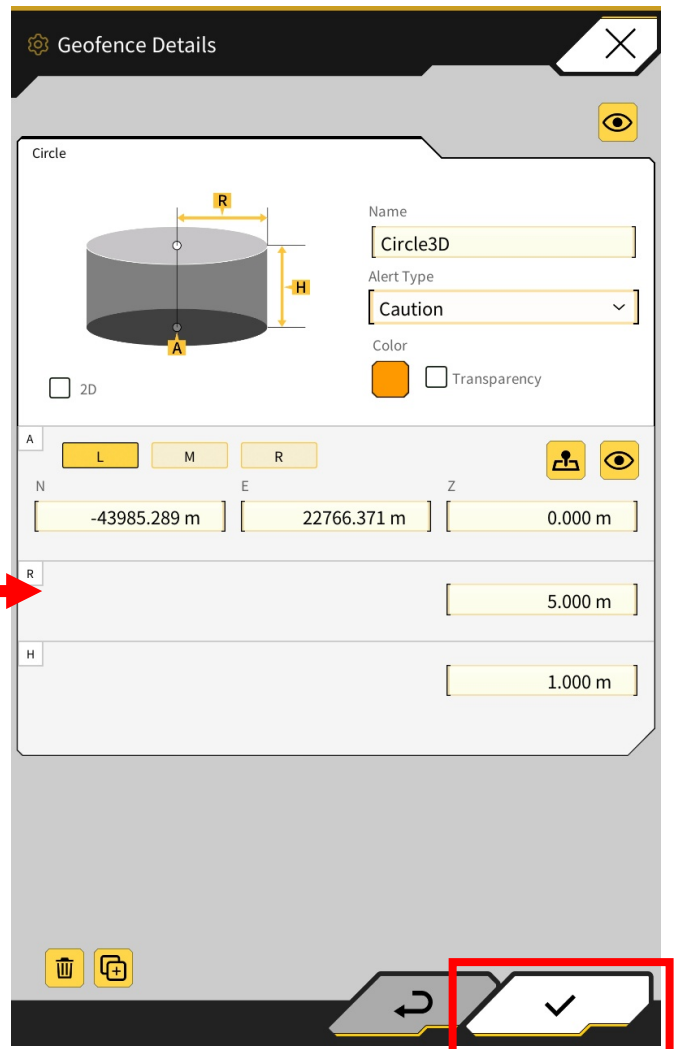 Geofence Details
Circle
R
H
A
2D
Name
Circle3D
Alert Type
Caution
Color
Transparency
A
L M R
N E Z
-43985.289 m 22766.371 m 0.000 m
R
5.000 m
H
1.000 m